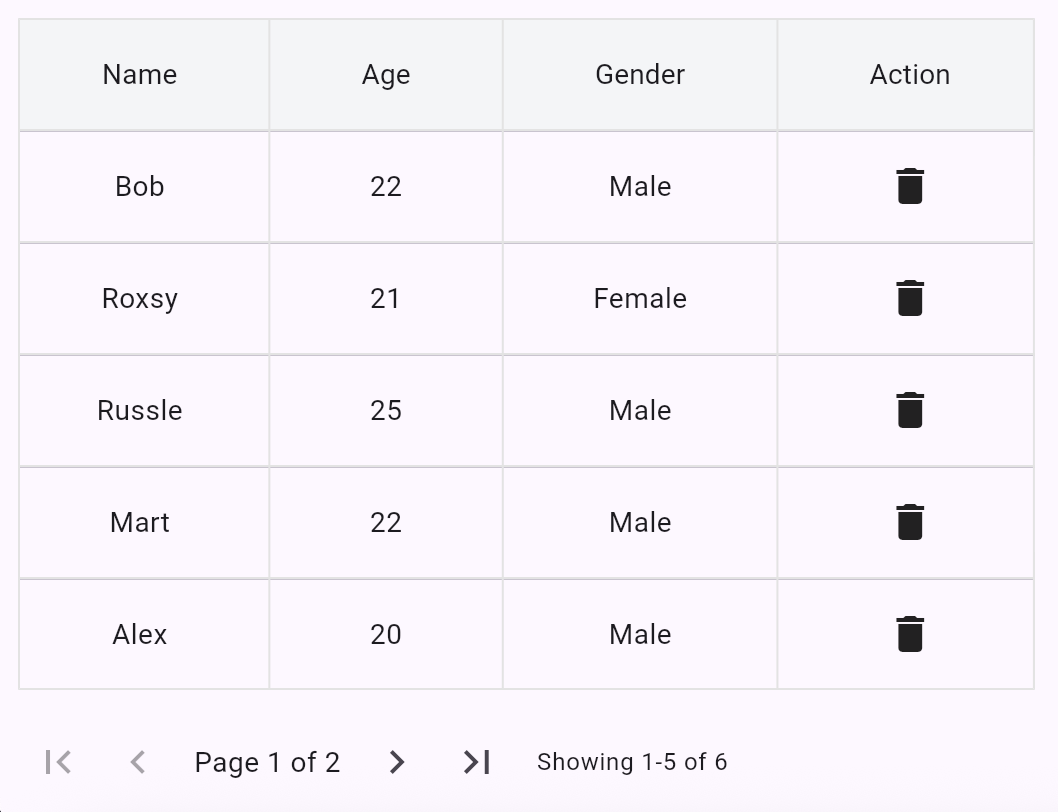 Name Age Gender Action
Bob 22 Male
Roxsy 21 Female
Russle 25 Male
Mart 22 Male
Alex 20 Male
Page 1 of 2 Showing 1-5 of 6